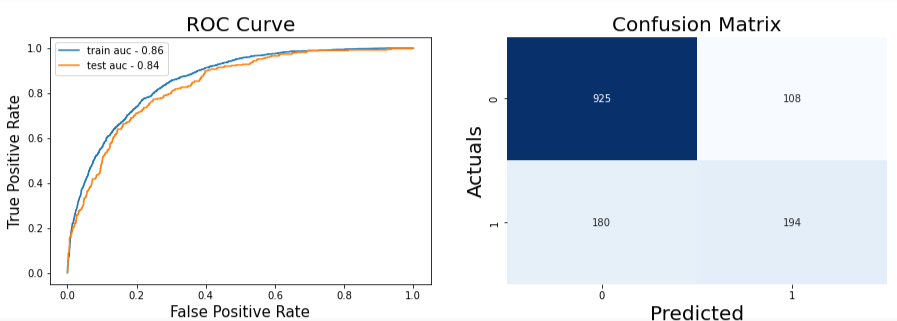 ROC Curve
train auc - 0.86
test auc - 0.84
1.0
0.8
0.6
0.4
0.2
0.0
True Positive Rate
0.0 0.2 0.4 0.6 0.8 1.0
False Positive Rate
Confusion Matrix
Actuals
0
925 108
1
180 194
0 1
Predicted